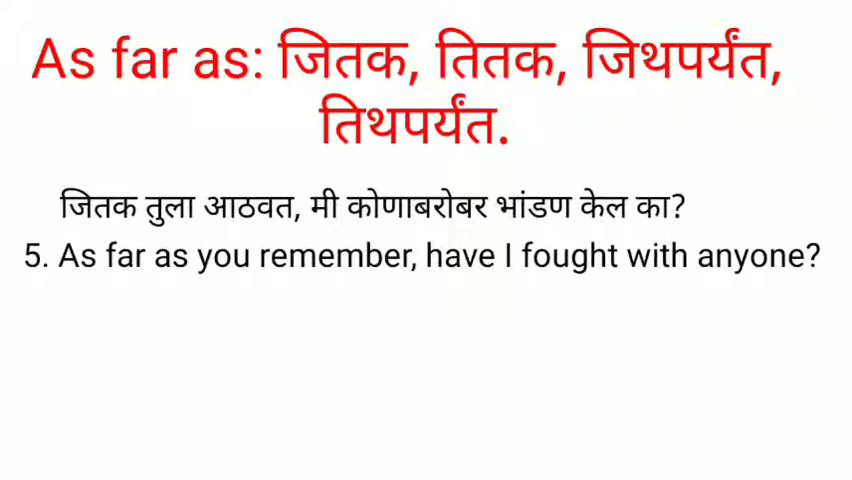 As far as: जितक, तितक, जिथपर्यंत,
तिथपर्यंत.
जितक तुला आठवत, मी कोणाबरोबर भांडण केल का?
5. As far as you remember, have I fought with anyone?